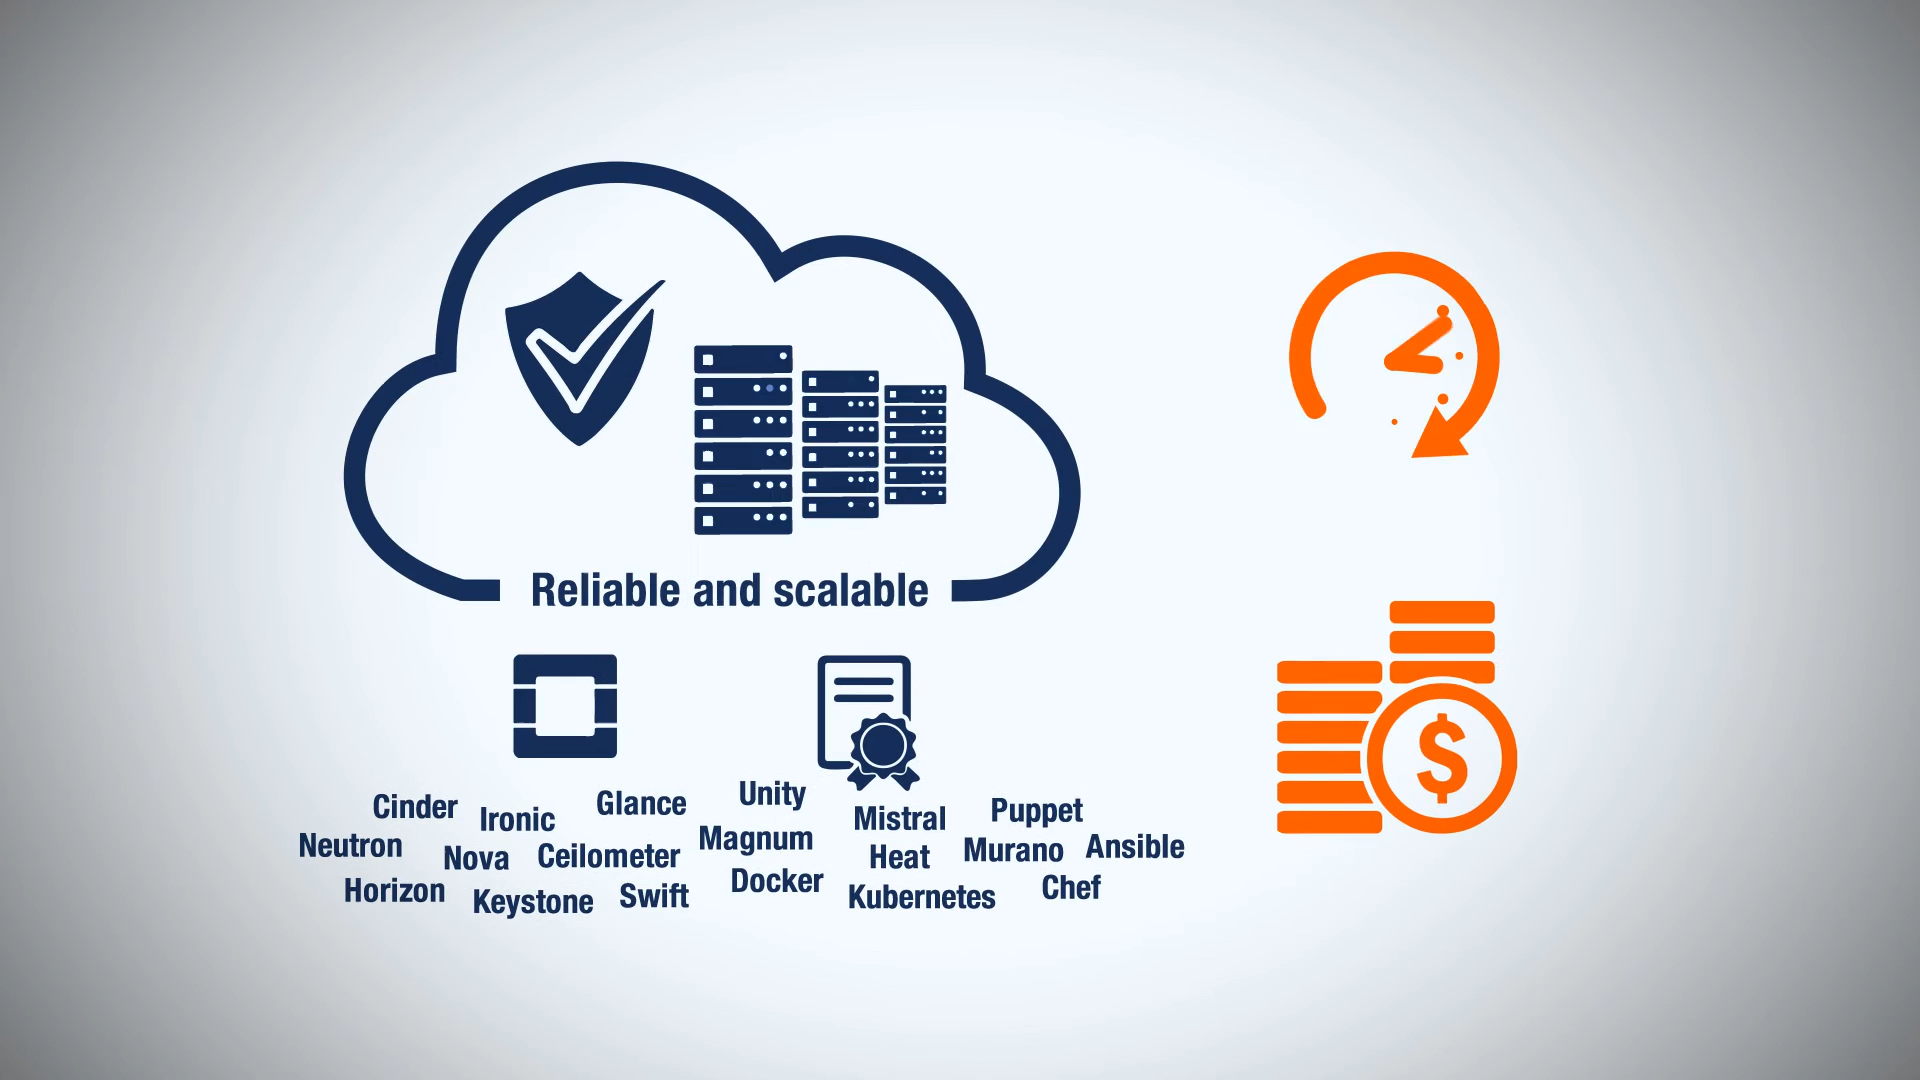 Reliable and scalable
Cinder Ironic Glance Unity Mistral Puppet
Neutron Nova Ceilometer Magnum Heat Murano Ansible
Horizon Keystone Swift Docker Kubernetes Chef
$